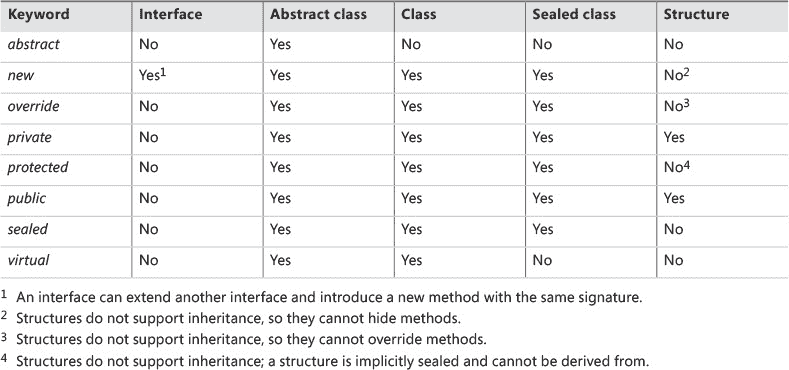 Keyword Interface Abstract class Class Sealed class Structure
abstract No Yes No No No
new Yes1 Yes Yes Yes No2
override No Yes Yes Yes No3
private No Yes Yes Yes Yes
protected No Yes Yes Yes No4
public No Yes Yes Yes Yes
sealed No Yes Yes Yes No
virtual No Yes Yes No No
1 An interface can extend another interface and introduce a new method with the same signature.
2 Structures do not support inheritance, so they cannot hide methods.
3 Structures do not support inheritance, so they cannot override methods.
4 Structures do not support inheritance; a structure is implicitly sealed and cannot be derived from.